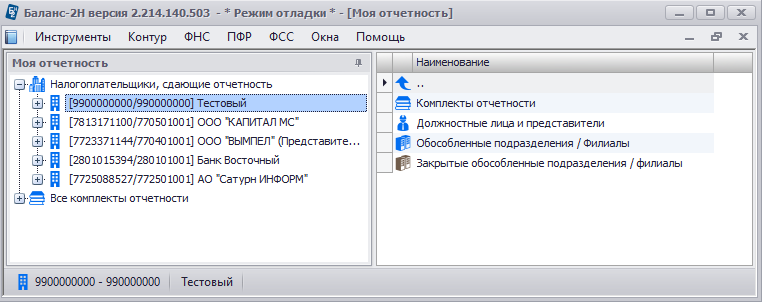 Баланс-2Н версия 2.214.140.503 - * Режим отладки * - [Моя отчетность]
Инструменты Контур ФНС ПФР ФСС Окна Помощь
Моя отчетность
Налогоплательщики, сдающие отчетность
[9900000000/990000000] Тестовый
[7813171100/770501001] ООО "КАПИТАЛ МС"
[7723371144/770401001] ООО "ВЫМПЕЛ" (Представите...
[2801015394/280101001] Банк Восточный
[7725088527/772501001] АО "Сатурн ИНФОРМ"
Все комплекты отчетности
Наименование
..
Комплекты отчетности
Должностные лица и представители
Обособленные подразделения / Филиалы
Закрытые обособленные подразделения / филиалы
9900000000 - 990000000 Тестовый